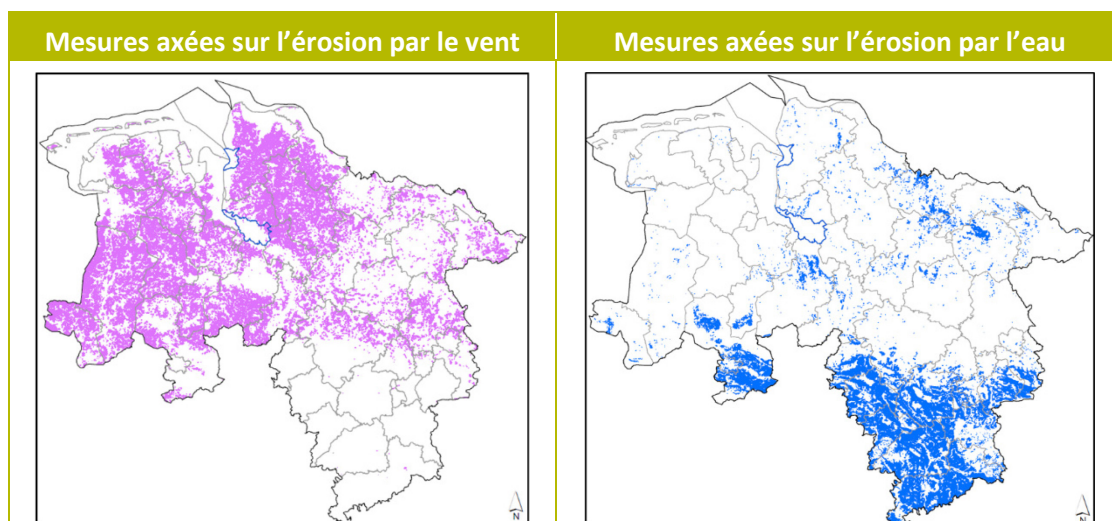 Mesures axées sur l'érosion par le vent
Mesures axées sur l'érosion par l'eau
N
N